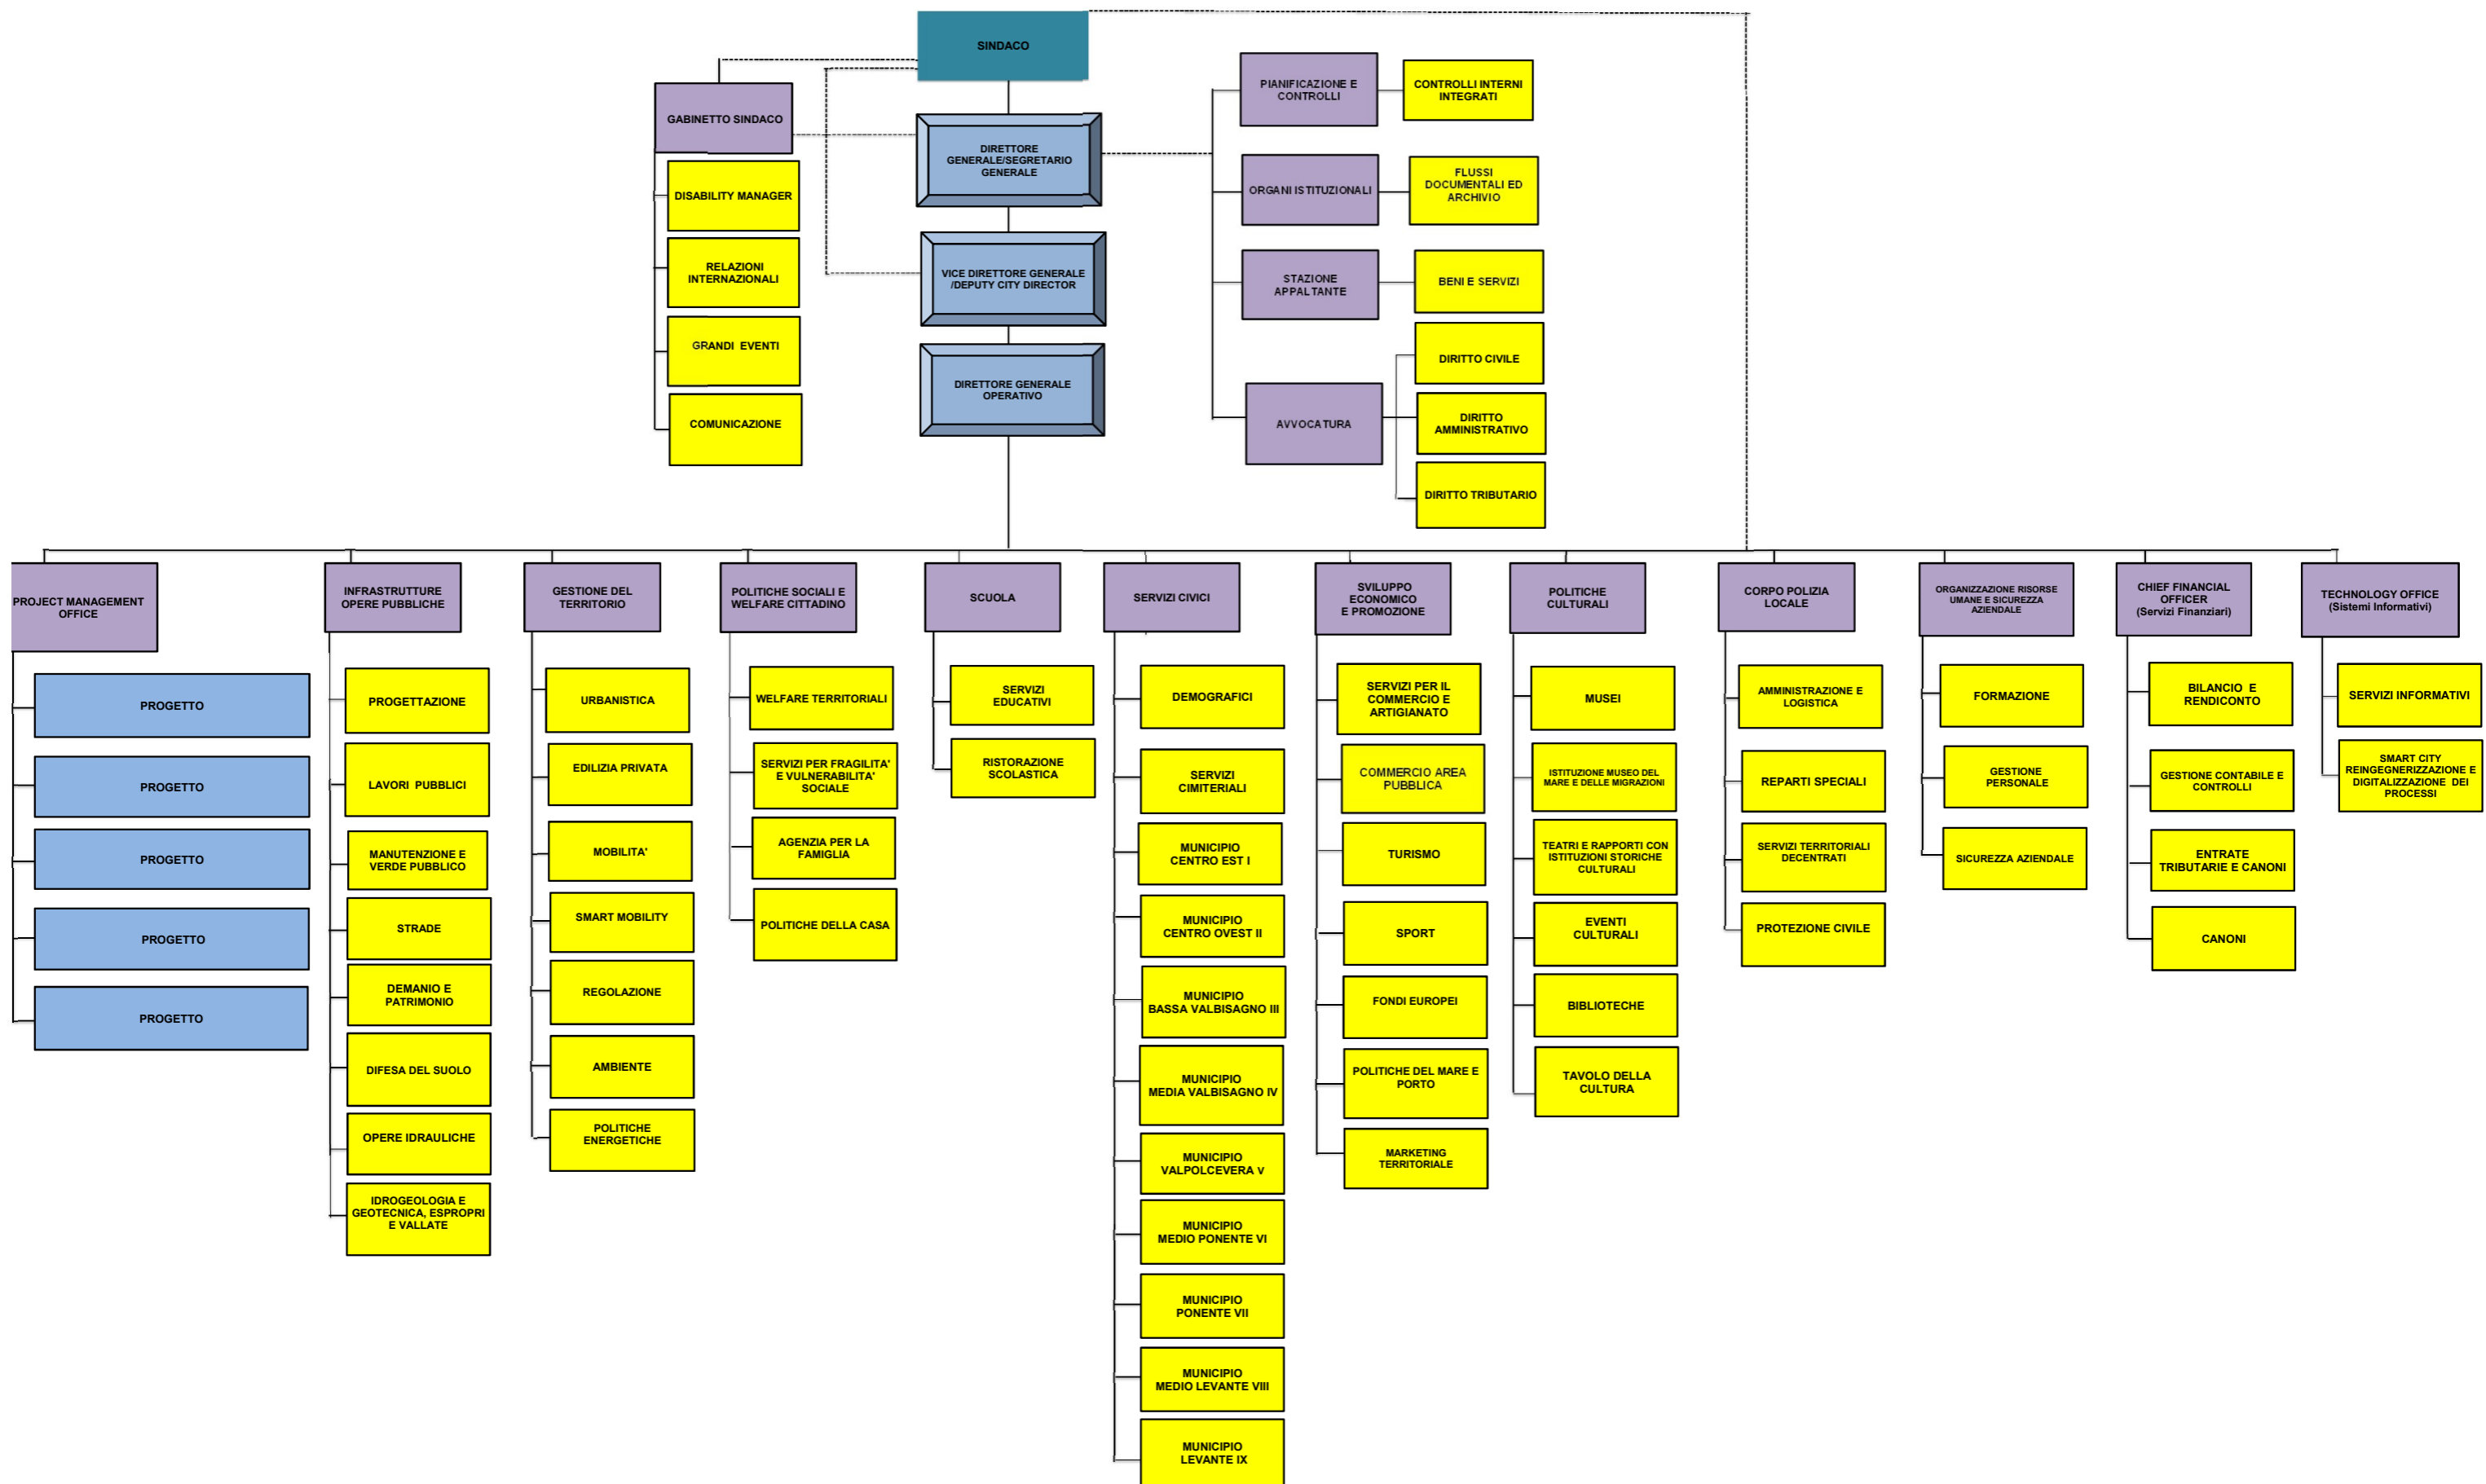 SINDACO
GABINETTO SINDACO
DISABILITY MANAGER
RELAZIONI
INTERNAZIONALI
GRANDI EVENTI
COMUNICAZIONE
DIRETTORE
GENERALE/SEGRETARIO
GENERALE
VICE DIRETTORE GENERALE
/DEPUTY CITY DIRECTOR
DIRETTORE GENERALE
OPERATIVO
PIANIFICAZIONE E
CONTROLLI
CONTROLLI INTERNI
INTEGRATI
ORGANI ISTITUZIONALI
FLUSSI
DOCUMENTALI ED
ARCHIVIO
STAZIONE
APPALTANTE
BENI E SERVIZI
AVVOCATURA
DIRITTO CIVILE
DIRITTO
AMMINISTRATIVO
DIRITTO TRIBUTARIO
PROJECT MANAGEMENT
OFFICE
PROGETTO
PROGETTO
PROGETTO
PROGETTO
PROGETTO
INFRASTRUTTURE
OPERE PUBBLICHE
PROGETTAZIONE
LAVORI PUBBLICI
MANUTENZIONE E
VERDE PUBBLICO
STRADE
DEMANIO E
PATRIMONIO
DIFESA DEL SUOLO
OPERE IDRAULICHE
IDROGEOLOGIA E
GEOTECNICA, ESPROPRI
E VALLATE
GESTIONE DEL
TERRITORIO
URBANISTICA
EDILIZIA PRIVATA
MOBILITA'
SMART MOBILITY
REGOLAZIONE
AMBIENTE
POLITICHE
ENERGETICHE
POLITICHE SOCIALI E
WELFARE CITTADINO
WELFARE TERRITORIALI
SERVIZI PER FRAGILITA'
E VULNERABILITA'
SOCIALE
AGENZIA PER LA
FAMIGLIA
POLITICHE DELLA CASA
SCUOLA
SERVIZI
EDUCATIVI
RISTORAZIONE
SCOLASTICA
SERVIZI CIVICI
DEMOGRAFICI
SERVIZI
CIMITERIALI
MUNICIPIO
CENTRO EST I
MUNICIPIO
CENTRO OVEST II
MUNICIPIO
BASSA VALBISAGNO III
MUNICIPIO
MEDIA VALBISAGNO IV
MUNICIPIO
VALPOLCEVERA V
MUNICIPIO
MEDIO PONENTE VI
MUNICIPIO
PONENTE VII
MUNICIPIO
MEDIO LEVANTE VIII
MUNICIPIO
LEVANTE IX
SVILUPPO
ECONOMICO
E PROMOZIONE
SERVIZI PER IL
COMMERCIO E
ARTIGIANATO
COMMERCIO AREA
PUBBLICA
TURISMO
SPORT
FONDI EUROPEI
POLITICHE DEL MARE E
PORTO
MARKETING
TERRITORIALE
POLITICHE
CULTURALI
MUSEI
ISTITUZIONE MUSEO DEL
MARE E DELLE MIGRAZIONI
TEATRI E RAPPORTI CON
ISTITUZIONI STORICHE
CULTURALI
EVENTI
CULTURALI
BIBLIOTECHE
TAVOLO DELLA
CULTURA
CORPO POLIZIA
LOCALE
AMMINISTRAZIONE E
LOGISTICA
REPARTI SPECIALI
SERVIZI TERRITORIALI
DECENTRATI
PROTEZIONE CIVILE
ORGANIZZAZIONE RISORSE
UMANE E SICUREZZA
AZIENDALE
FORMAZIONE
GESTIONE
PERSONALE
SICUREZZA AZIENDALE
CHIEF FINANCIAL
OFFICER
(Servizi Finanziari)
BILANCIO E
RENDICONTO
GESTIONE CONTABILE E
CONTROLLI
ENTRATE
TRIBUTARIE E CANONI
CANONI
TECHNOLOGY OFFICE
(Sistemi Informativi)
SERVIZI INFORMATIVI
SMART CITY
REINGEGNERIZZAZIONE E
DIGITALIZZAZIONE DEI
PROCESSI